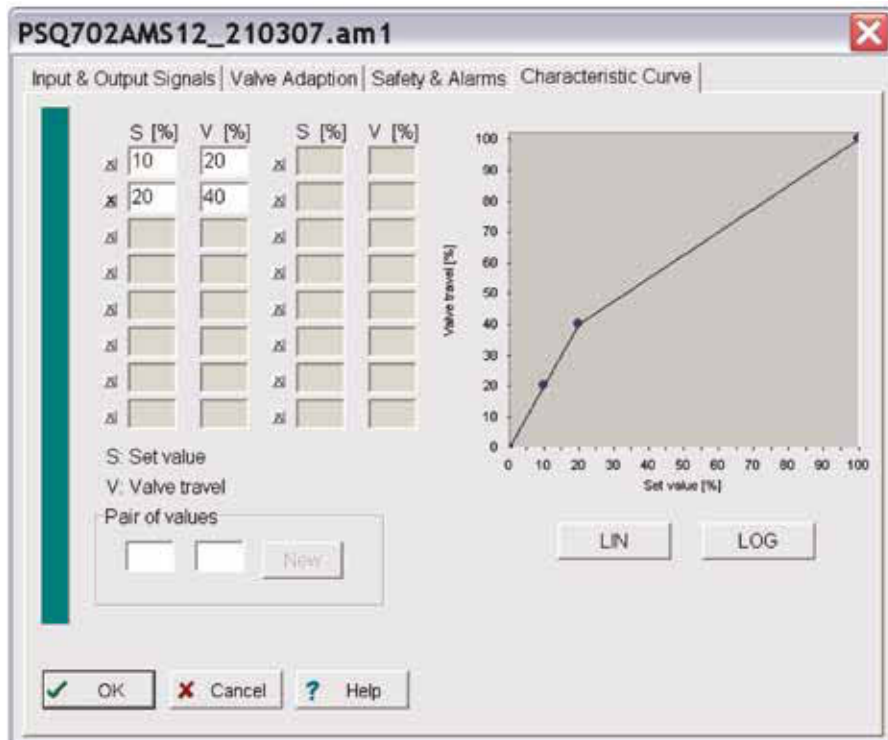 PSQ702AMS12_210307.am1
Input & Output Signals Valve Adaption Safety & Alarms Characteristic Curve
S [%] V [%] S [%] V [%]
10 20
20 40
S: Set value
V: Valve travel
Pair of values
New
Valve travel [%]
100
90
80
70
60
50
40
30
20
10
0
0 10 20 30 40 50 60 70 80 90 100
Set value [%]
LIN LOG
OK Cancel ? Help